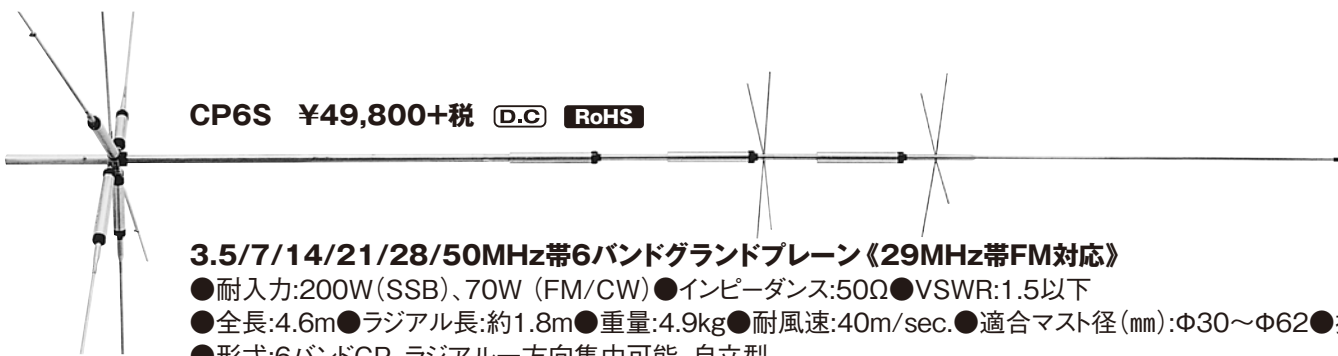 CP6S ¥49,800+税 D.C RoHS
3.5/7/14/21/28/50MHz帯6バンドグランドプレーン《29MHz帯FM対応》
●耐入力:200W(SSB)、70W (FM/CW)●インピーダンス:50Ω●VSWR:1.5以下
●全長:4.6m●ラジアル長:約1.8m●重量:4.9kg●耐風速:40m/sec.●適合マスト径(㎜):Φ30〜Φ62●